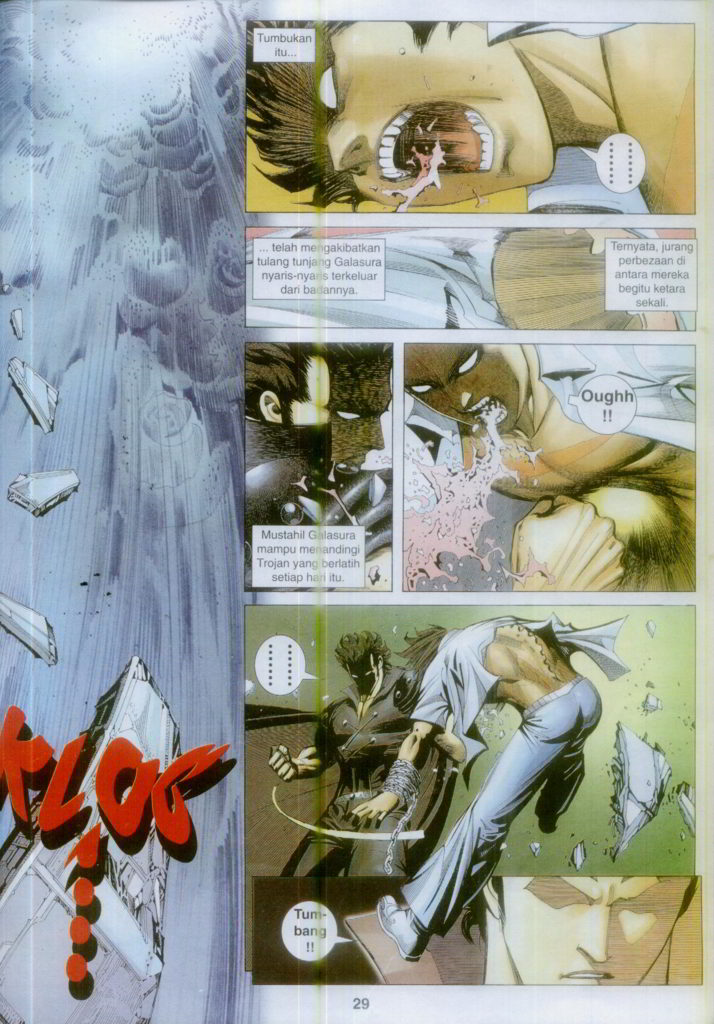 Tumbukan
itu...
... telah mengakibatkan
tulang tunjang Galasura
nyaris-nyaris terkeluar
dari badannya.
Ternyata, jurang
perbezaan di
antara mereka
begitu ketara
sekali.
Oughh
!!
Mustahil Galasura
mampu menandingi
Trojan yang berlatih
setiap hari itu.
KLOG
!...
Tum-
bang
!!
29